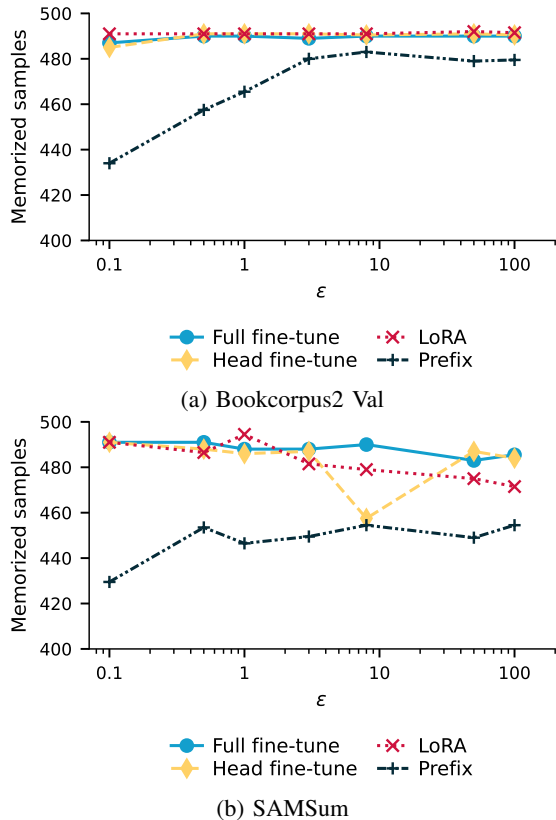 500
480
460
440
420
400
Memorized samples
0.1 1 10 100
ε
Full fine-tune LoRA
Head fine-tune Prefix
(a) Bookcorpus2 Val
500
480
460
440
420
400
Memorized samples
0.1 1 10 100
ε
Full fine-tune LoRA
Head fine-tune Prefix
(b) SAMSum